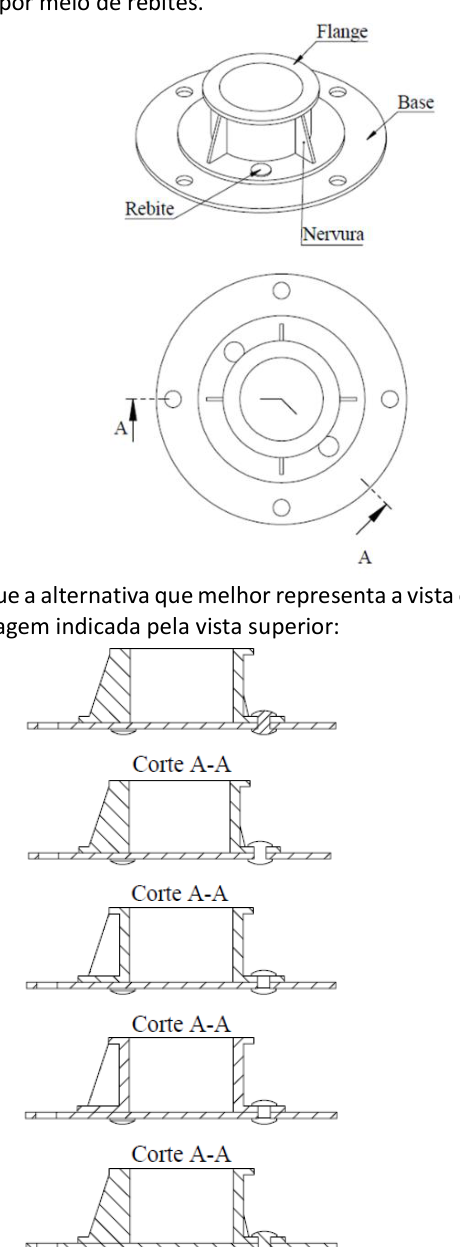 por meio de rebites.
Flange
Base
Rebite
Nervura
A
A
ue a alternativa que melhor representa a vista
agem indicada pela vista superior:
Corte A-A
Corte A-A
Corte A-A
Corte A-A